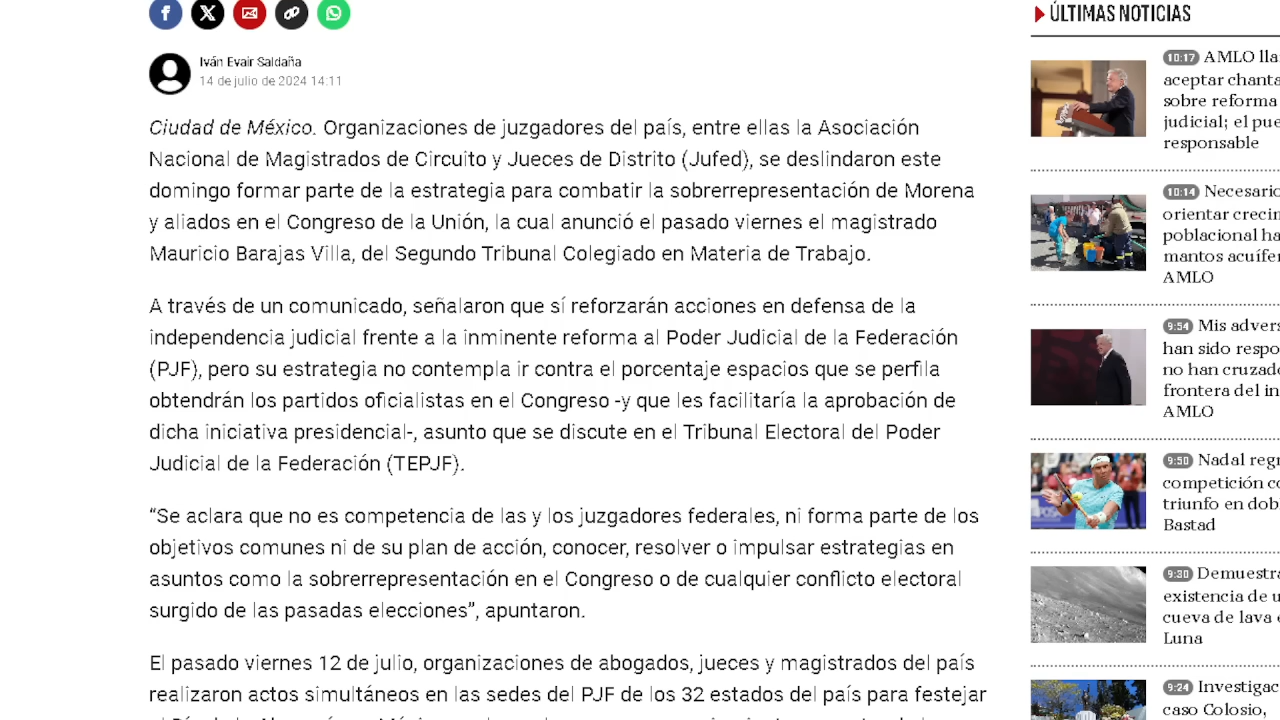 Iván Evair Saldaña
14 de julio de 2024 14:11
Ciudad de México. Organizaciones de juzgadores del país, entre ellas la Asociación
Nacional de Magistrados de Circuito y Jueces de Distrito (Jufed), se deslindaron este
domingo formar parte de la estrategia para combatir la sobrerrepresentación de Morena
y aliados en el Congreso de la Unión, la cual anunció el pasado viernes el magistrado
Mauricio Barajas Villa, del Segundo Tribunal Colegiado en Materia de Trabajo.
A través de un comunicado, señalaron que sí reforzarán acciones en defensa de la
independencia judicial frente a la inminente reforma al Poder Judicial de la Federación
(PJF), pero su estrategia no contempla ir contra el porcentaje espacios que se perfila
obtendrán los partidos oficialistas en el Congreso -y que les facilitaría la aprobación de
dicha iniciativa presidencial-, asunto que se discute en el Tribunal Electoral del Poder
Judicial de la Federación (TEPJF).
“Se aclara que no es competencia de las y los juzgadores federales, ni forma parte de los
objetivos comunes ni de su plan de acción, conocer, resolver o impulsar estrategias en
asuntos como la sobrerrepresentación en el Congreso o de cualquier conflicto electoral
surgido de las pasadas elecciones”, apuntaron.
El pasado viernes 12 de julio, organizaciones de abogados, jueces y magistrados del país
realizaron actos simultáneos en las sedes del PJF de los 32 estados del país para festejar
ÚLTIMAS NOTICIAS
10:17 AMLO lla
aceptar chanta
sobre reforma
judicial; el pue
responsable
10:14 Necesario
orientar crecin
poblacional ha
mantos acuífer
AMLO
9:54 Mis advers
han sido respo
no han cruzado
frontera del in
AMLO
9:50 Nadal regr
competición co
triunfo en dob
Bastad
9:30 Demuestra
existencia de u
cueva de lava e
Luna
9:24 Investigac
caso Colosio,